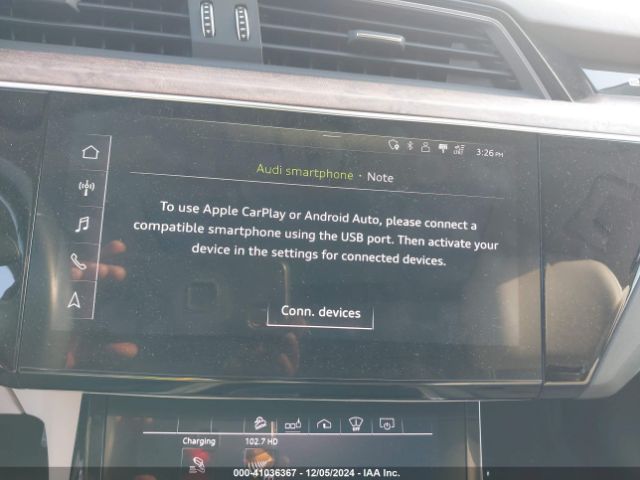 3:26 PM
Audi smartphone · Note
To use Apple CarPlay or Android Auto, please connect a
compatible smartphone using the USB port. Then activate your
device in the settings for connected devices.
Conn. devices
OFF
Charging 102.7 HD
000-41036367 - 12/05/2024 - IAA Inc.